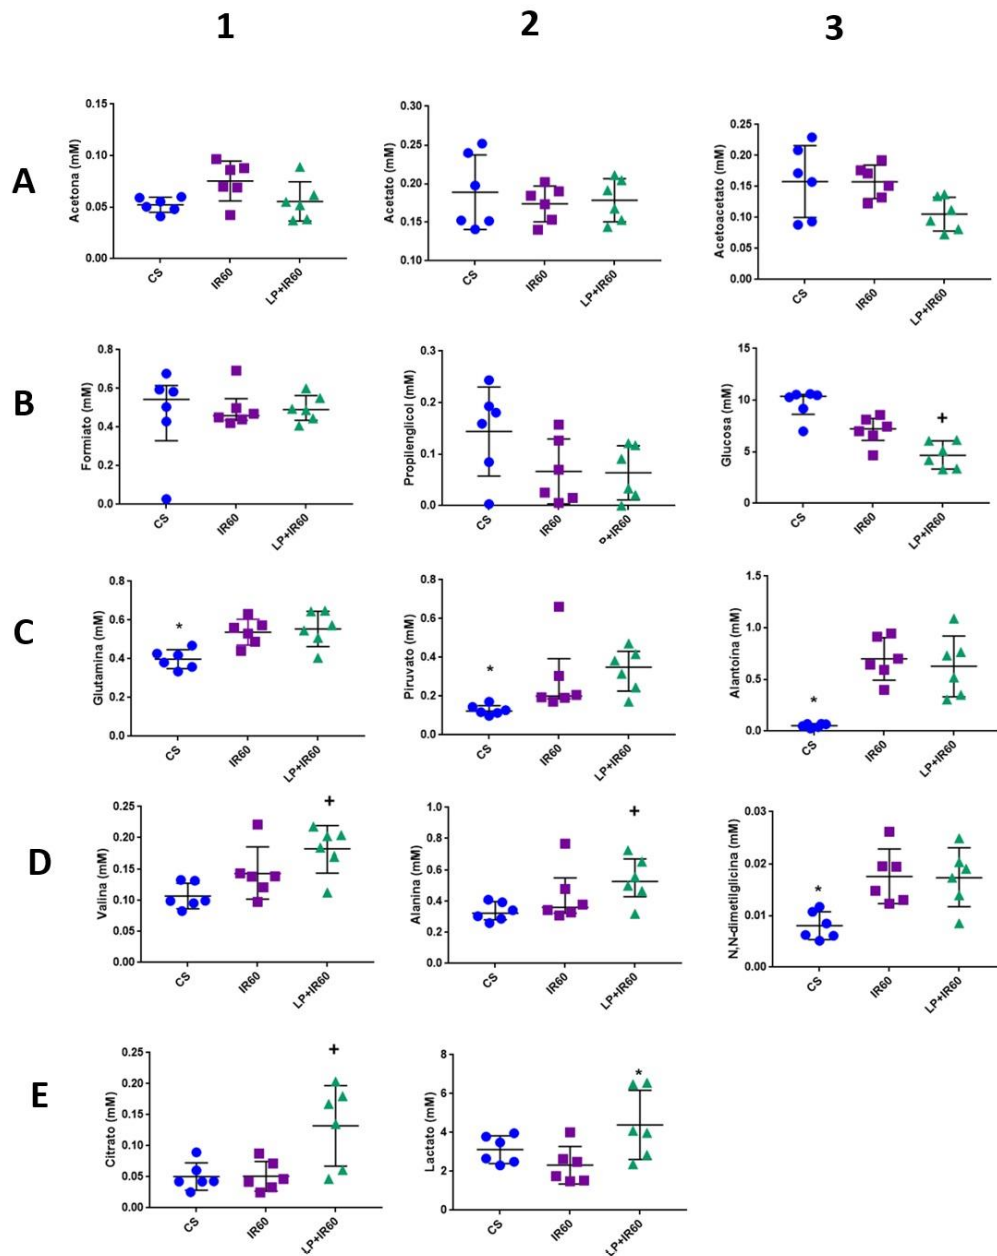 1 2 3
A
Acetona (mM)
0.15
0.10
0.05
0.00
CS IR60 LP+IR60
Acetato (mM)
0.30
0.25
0.20
0.15
0.10
CS IR60 LP+IR60
Acetoacetato (mM)
0.25
0.20
0.15
0.10
0.05
0.00
CS IR60 LP+IR60
B
Formiato (mM)
0.8
0.6
0.4
0.2
0.0
CS IR60 LP+IR60
Propilenglicol (mM)
0.3
0.2
0.1
0.0
CS IR60 P+IR60
Glucosa (mM)
15
10
5
0
+
CS IR60 LP+IR60
C
Glutamina (mM)
0.8
0.6
0.4
0.2
0.0
*
CS IR60 LP+IR60
Piruvato (mM)
0.8
0.6
0.4
0.2
0.0
*
CS IR60 LP+IR60
Alantoína (mM)
1.5
1.0
0.5
0.0
*
CS IR60 LP+IR60
D
Valina (mM)
0.25
0.20
0.15
0.10
0.05
0.00
+
CS IR60 LP+IR60
Alanina (mM)
1.0
0.8
0.6
0.4
0.2
0.0
+
CS IR60 LP+IR60
N,N-dimetilglicina (mM)
0.03
0.02
0.01
0.00
*
CS IR60 LP+IR60
E
Citrato (mM)
0.25
0.20
0.15
0.10
0.05
0.00
+
CS IR60 LP+IR60
Lactato (mM)
8
6
4
2
0
*
CS IR60 LP+IR60